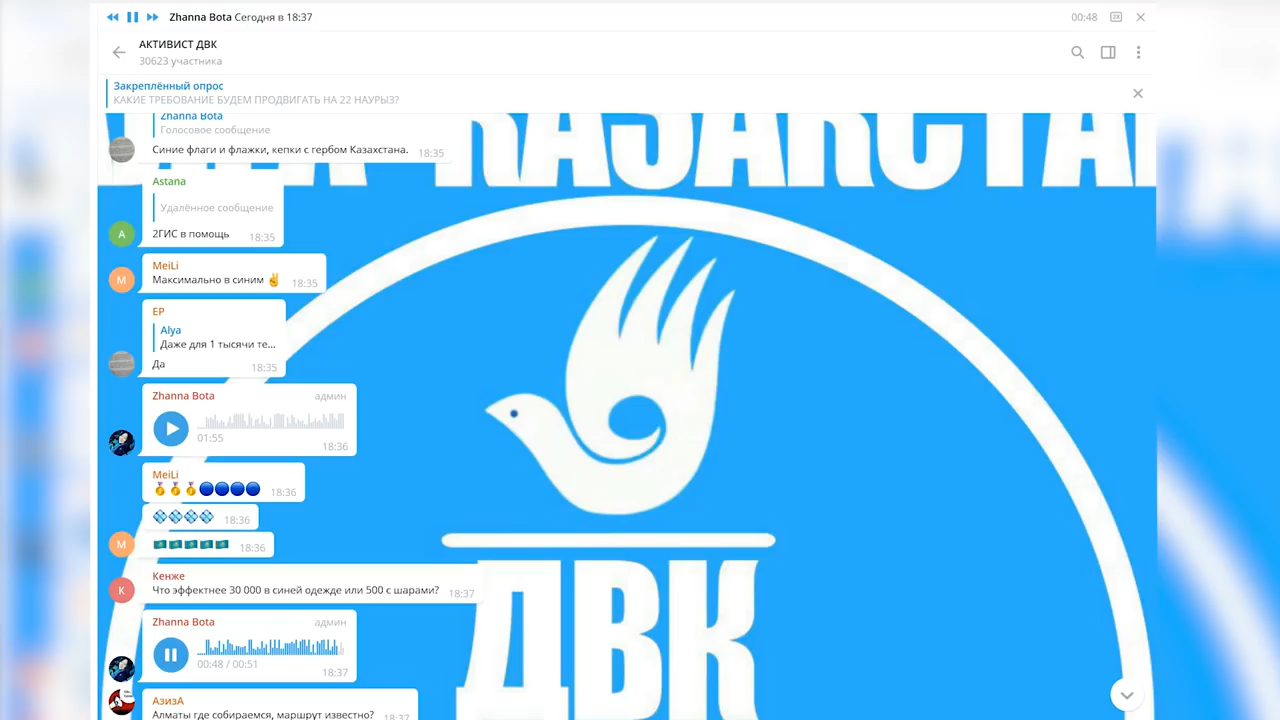 Zhanna Bota Сегодня в 18:37
00:48
2X
АКТИВИСТ ДВК
30623 участника
Закреплённый опрос
КАКИЕ ТРЕБОВАНИЕ БУДЕМ ПРОДВИГАТЬ НА 22 НАУРЫЗ?
Zhanna Bota
Голосовое сообщение
Синие флаги и флажки, кепки с гербом Казахстана. 18:35
КАЗАХСТАН
Astana
Удалённое сообщение
А
2ГИС в помощь 18:35
MeiLi
M
Максимально в синим ✌ 18:35
EP
Alya
Даже для 1 тысячи те...
Да 18:35
Zhanna Bota админ
01:55 18:36
MeiLi
🥇🥇🥇🔵🔵🔵🔵 18:36
💠💠💠💠 18:36
M
🇰🇿🇰🇿🇰🇿🇰🇿🇰🇿 18:36
Кенже
К
Что эффектнее 30 000 в синей одежде или 500 с шарами? 18:37
Zhanna Bota админ
00:48 / 00:51 18:37
ДВК
АзизА
Алматы где собираемся, маршрут известно? 18:37